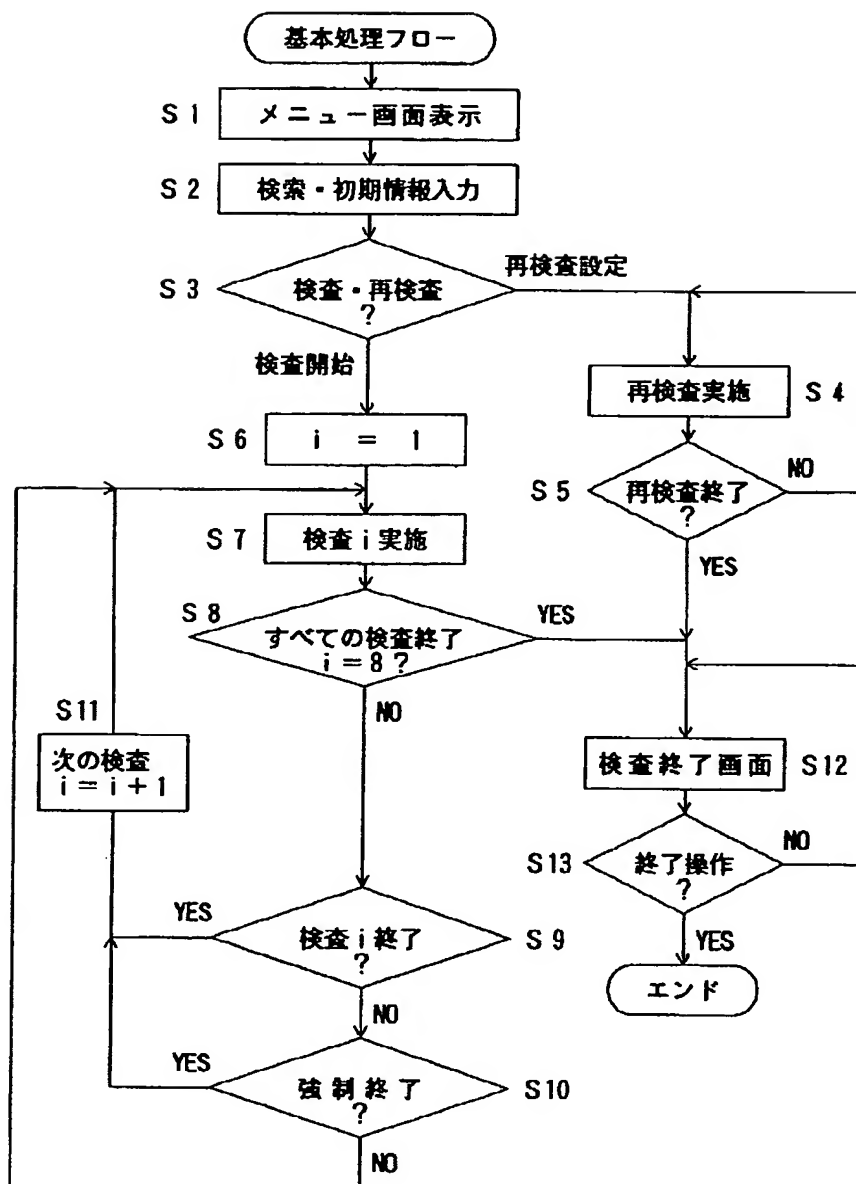 基本処理フロー
S1
メニュー画面表示
S2
検索・初期情報入力
S3
検査・再検査
?
再検査設定
検査開始
再検査実施
S4
S6
i = 1
S5
再検査終了
?
NO
YES
S7
検査i実施
S8
すべての検査終了
i=8?
YES
NO
S11
次の検査
i=i+1
検査終了画面
S12
S13
終了操作
?
NO
YES
エンド
YES
検査i終了
?
S9
NO
YES
強制終了
?
S10
NO